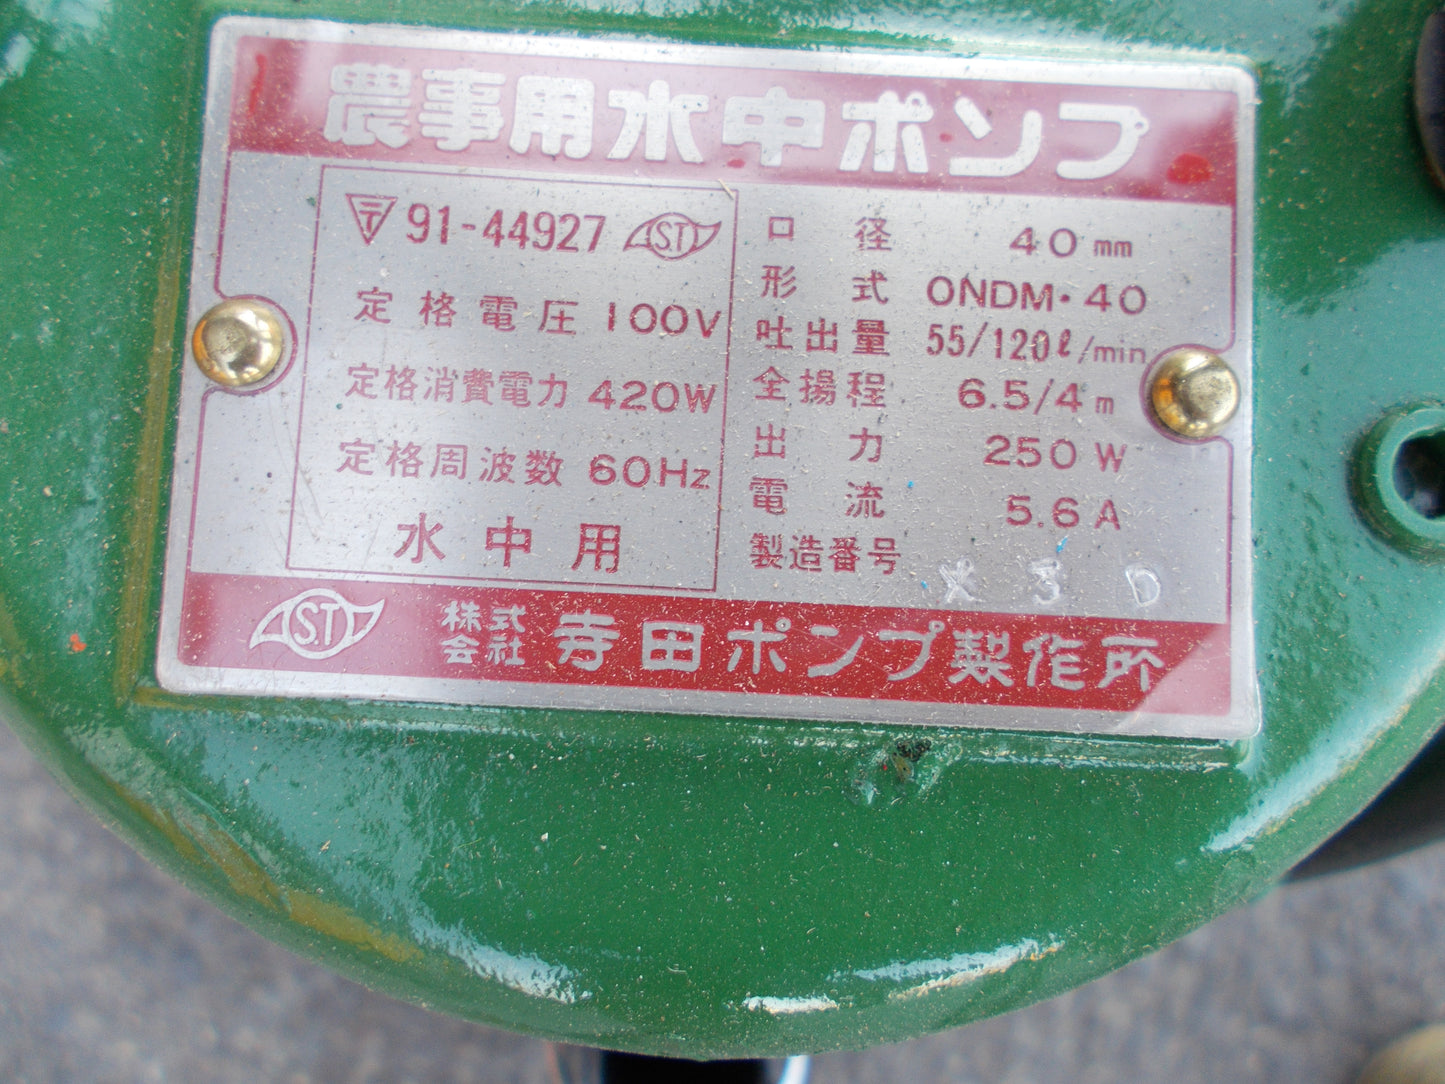 農事用水中ポンプ
〒 91-44927 ST
定格電圧 100V
定格消費電力 420W
定格周波数 60Hz
水中用
口径 40mm
形式 ONDM・40
吐出量 55/120ℓ/min
全揚程 6.5/4m
出力 250W
電流 5.6A
製造番号 X 3 D
S.T 株式会社 寺田ポンプ製作所